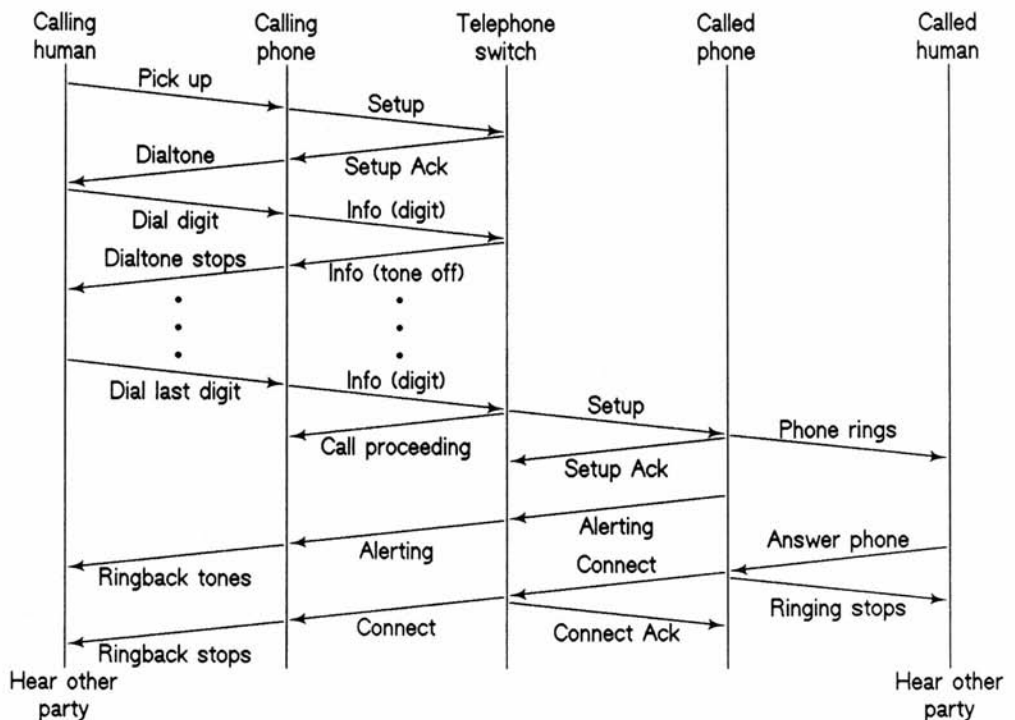 Calling
human
Calling
phone
Telephone
switch
Called
phone
Called
human
Pick up
Setup
Dialtone
Setup Ack
Dial digit
Info (digit)
Dialtone stops
Info (tone off)
Dial last digit
Info (digit)
Setup
Call proceeding
Phone rings
Setup Ack
Alerting
Alerting
Answer phone
Ringback tones
Connect
Ringing stops
Connect
Connect Ack
Ringback stops
Hear other
party
Hear other
party